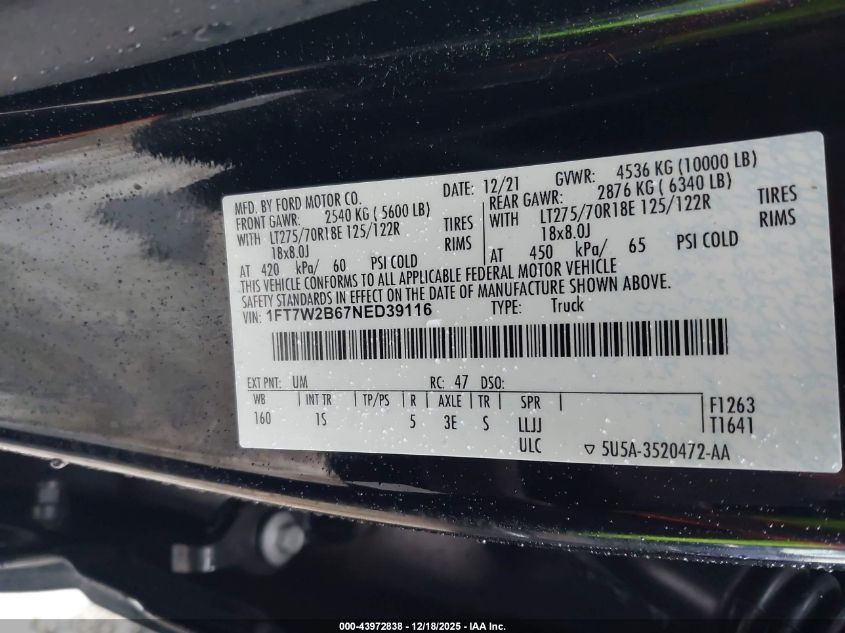 MFD. BY FORD MOTOR CO. DATE: 12/21 GVWR: 4536 KG (10000 LB)
FRONT GAWR: 2540 KG ( 5600 LB) REAR GAWR: 2876 KG ( 6340 LB)
WITH LT275/70R18E 125/122R TIRES WITH LT275/70R18E 125/122R TIRES
18x8.0J RIMS 18x8.0J RIMS
AT 420 kPa/ 60 PSI COLD AT 450 kPa/ 65 PSI COLD
THIS VEHICLE CONFORMS TO ALL APPLICABLE FEDERAL MOTOR VEHICLE
SAFETY STANDARDS IN EFFECT ON THE DATE OF MANUFACTURE SHOWN ABOVE.
VIN: 1FT7W2B67NED39116 TYPE: Truck
EXT PNT: UM RC: 47 DSO:
WB INT TR TP/PS R AXLE TR SPR F1263
160 1S 5 3E S LLJJ T1641
ULC 5U5A-3520472-AA
000-43972838 - 12/18/2025 - IAA Inc.